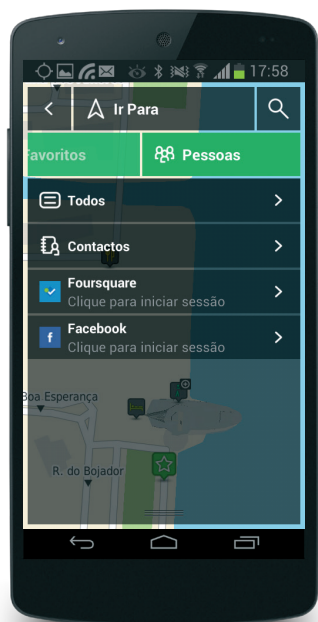 17:58
Ir Para
Favoritos
Pessoas
Todos
Contactos
Foursquare
Clique para iniciar sessão
Facebook
Clique para iniciar sessão
Boa Esperança
R. do Bojador